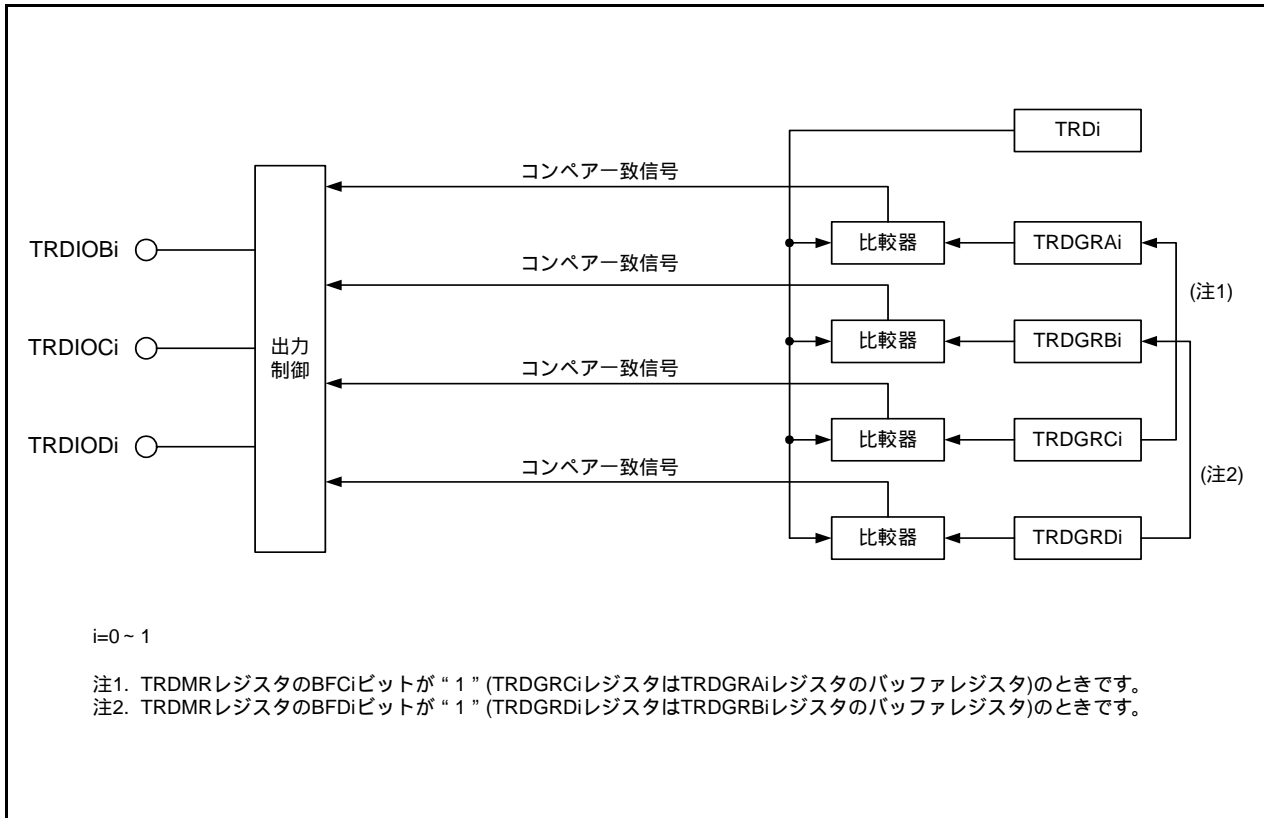 TRDi
コンペア一致信号
比較器
TRDGRAi
TRDIOBi
コンペア一致信号
(注1)
比較器
TRDGRBi
TRDIOCi
出力
制御
コンペア一致信号
比較器
TRDGRCi
TRDIODi
コンペア一致信号
(注2)
比較器
TRDGRDi
i=0~1
注1. TRDMRレジスタのBFCiビットが“1”(TRDGRCiレジスタはTRDGRAiレジスタのバッファレジスタ)のときです。
注2. TRDMRレジスタのBFDiビットが“1”(TRDGRDiレジスタはTRDGRBiレジスタのバッファレジスタ)のときです。